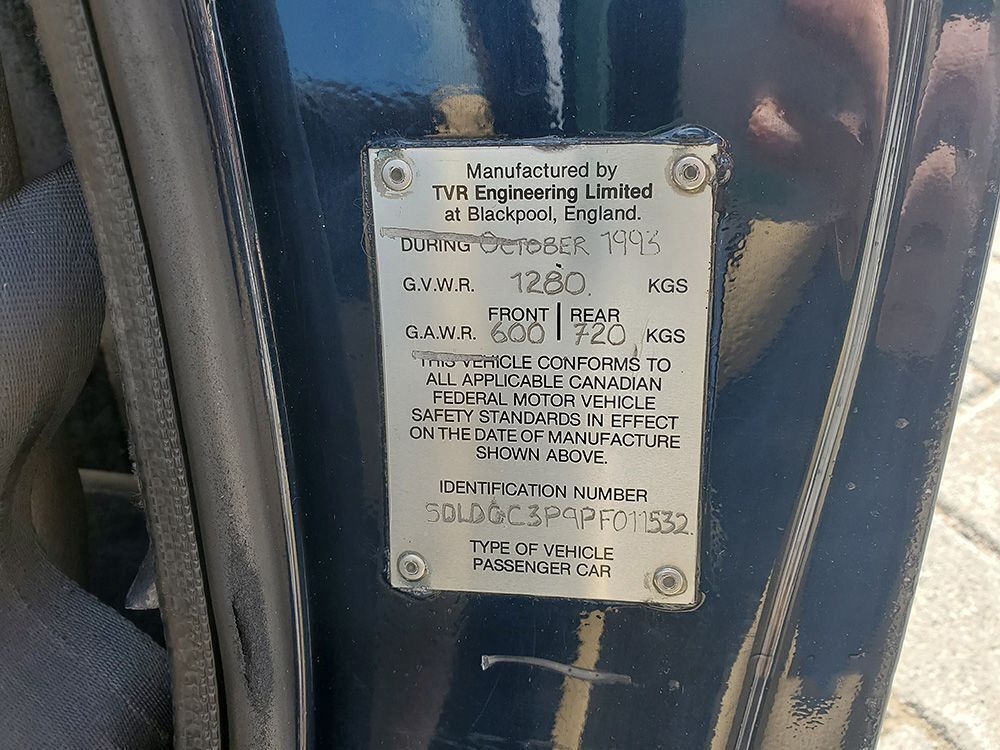 Manufactured by
TVR Engineering Limited
at Blackpool, England.
DURING OCTOBER 1993
G.V.W.R. 1280. KGS
FRONT | REAR
G.A.W.R. 600 | 720 KGS
THIS VEHICLE CONFORMS TO
ALL APPLICABLE CANADIAN
FEDERAL MOTOR VEHICLE
SAFETY STANDARDS IN EFFECT
ON THE DATE OF MANUFACTURE
SHOWN ABOVE.
IDENTIFICATION NUMBER
SDLDGC3P9PF011532.
TYPE OF VEHICLE
PASSENGER CAR